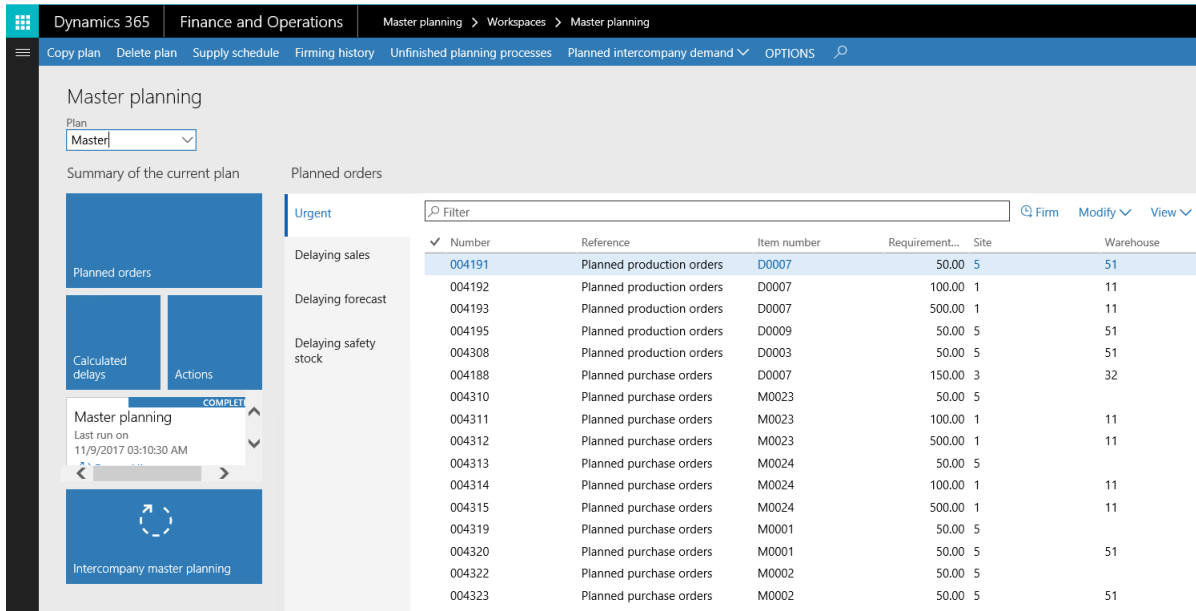 Dynamics 365 Finance and Operations Master planning > Workspaces > Master planning
Copy plan Delete plan Supply schedule Firming history Unfinished planning processes Planned intercompany demand OPTIONS
Master planning
Plan
Master
Summary of the current plan
Planned orders
Calculated delays
Actions
COMPLET
Master planning
Last run on
11/9/2017 03:10:30 AM
Intercompany master planning
Planned orders
Urgent
Delaying sales
Delaying forecast
Delaying safety
stock
Filter Firm Modify View
Number Reference Item number Requirement... Site Warehouse
004191 Planned production orders D0007 50.00 5 51
004192 Planned production orders D0007 100.00 1 11
004193 Planned production orders D0007 500.00 1 11
004195 Planned production orders D0009 50.00 5 51
004308 Planned production orders D0003 50.00 5 51
004188 Planned purchase orders D0007 150.00 3 32
004310 Planned purchase orders M0023 50.00 5
004311 Planned purchase orders M0023 100.00 1 11
004312 Planned purchase orders M0023 500.00 1 11
004313 Planned purchase orders M0024 50.00 5
004314 Planned purchase orders M0024 100.00 1 11
004315 Planned purchase orders M0024 500.00 1 11
004319 Planned purchase orders M0001 50.00 5
004320 Planned purchase orders M0001 50.00 5 51
004322 Planned purchase orders M0002 50.00 5
004323 Planned purchase orders M0002 50.00 5 51